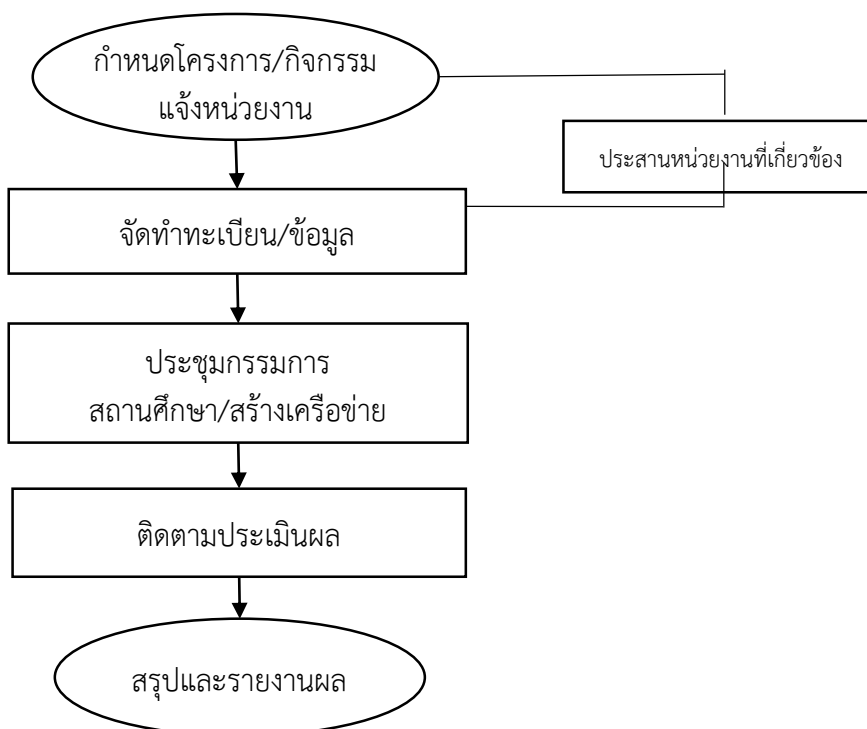 กำหนดโครงการ/กิจกรรม
แจ้งหน่วยงาน
ประสานหน่วยงานที่เกี่ยวข้อง
จัดทำทะเบียน/ข้อมูล
ประชุมกรรมการ
สถานศึกษา/สร้างเครือข่าย
ติดตามประเมินผล
สรุปและรายงานผล